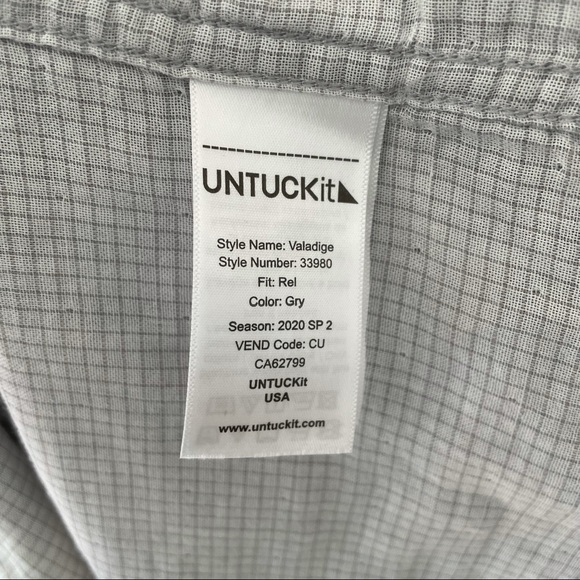 UNTUCKit
Style Name: Valadige
Style Number: 33980
Fit: Rel
Color: Gry
Season: 2020 SP 2
VEND Code: CU
CA62799
UNTUCKit
USA
www.untuckit.com